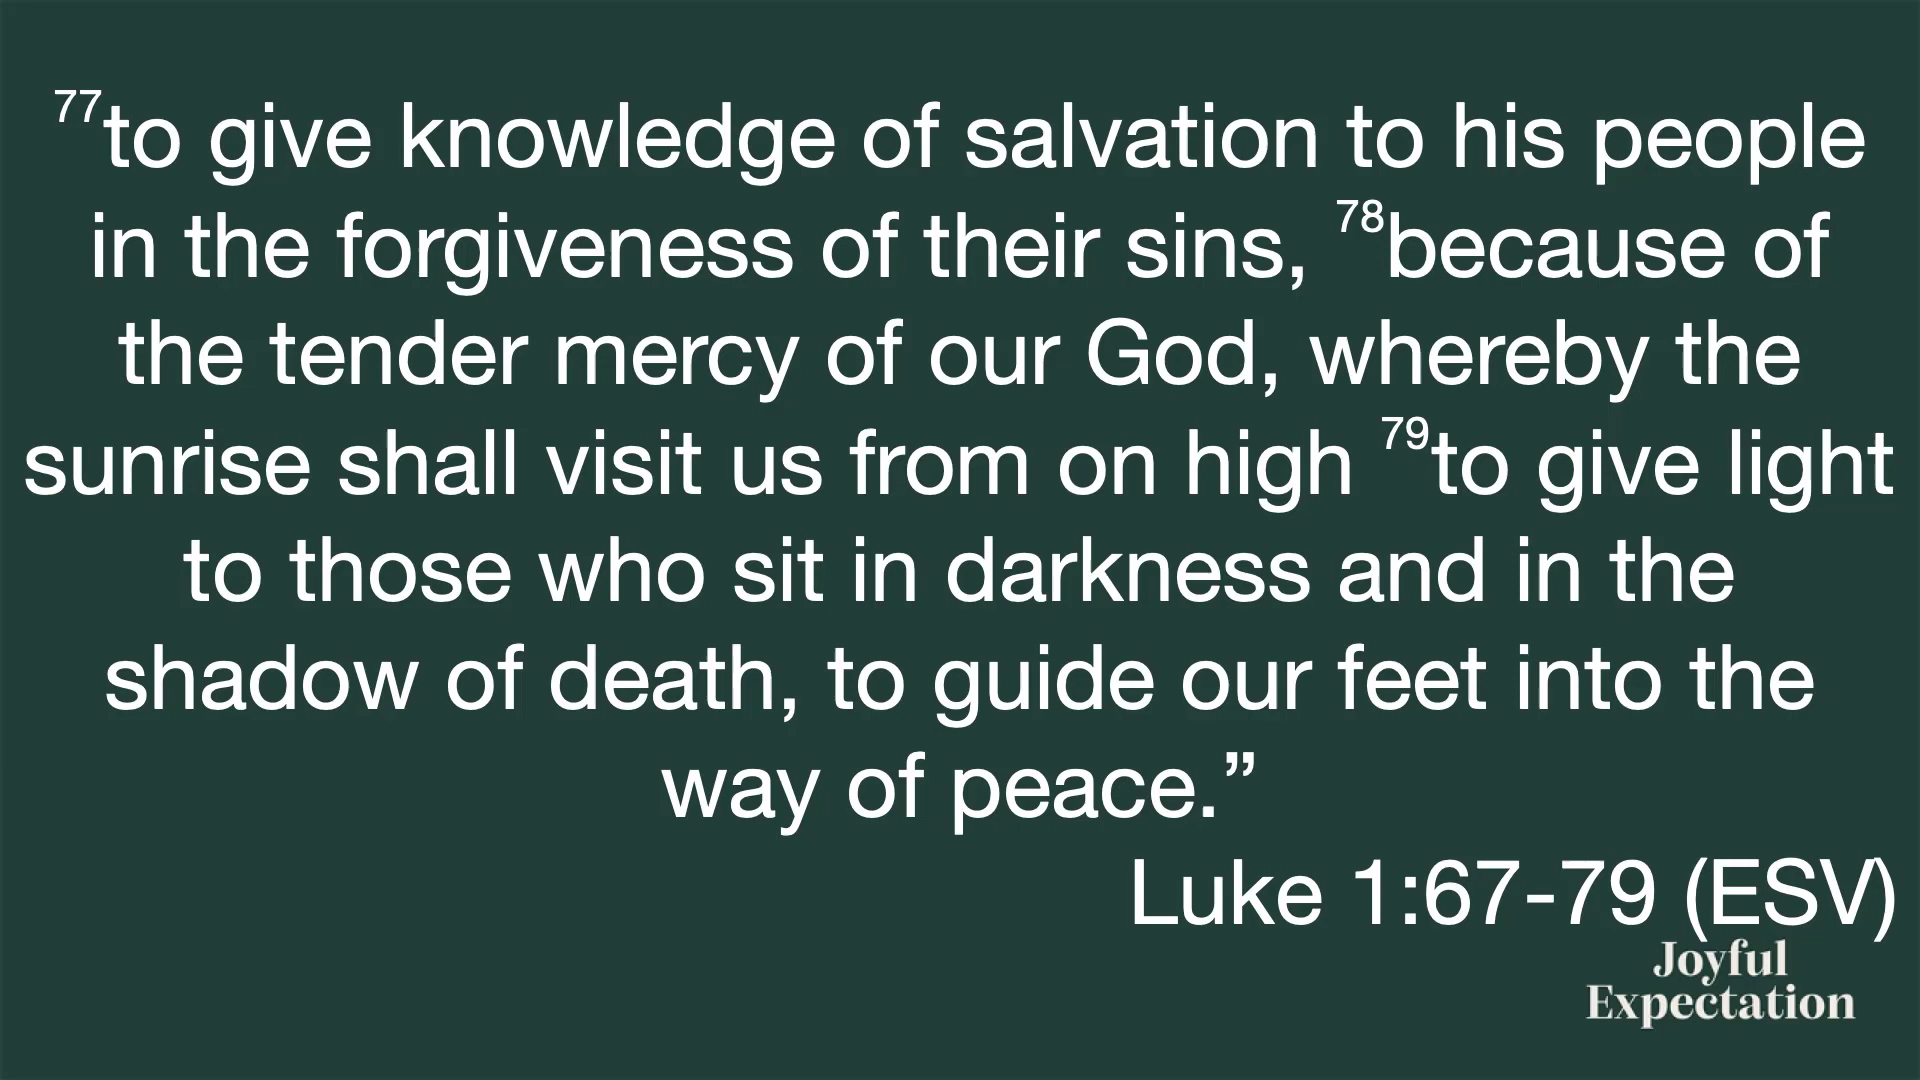 77to give knowledge of salvation to his people
in the forgiveness of their sins, 78because of
the tender mercy of our God, whereby the
sunrise shall visit us from on high 79to give light
to those who sit in darkness and in the
shadow of death, to guide our feet into the
way of peace.”
Luke 1:67-79 (ESV)
Joyful
Expectation